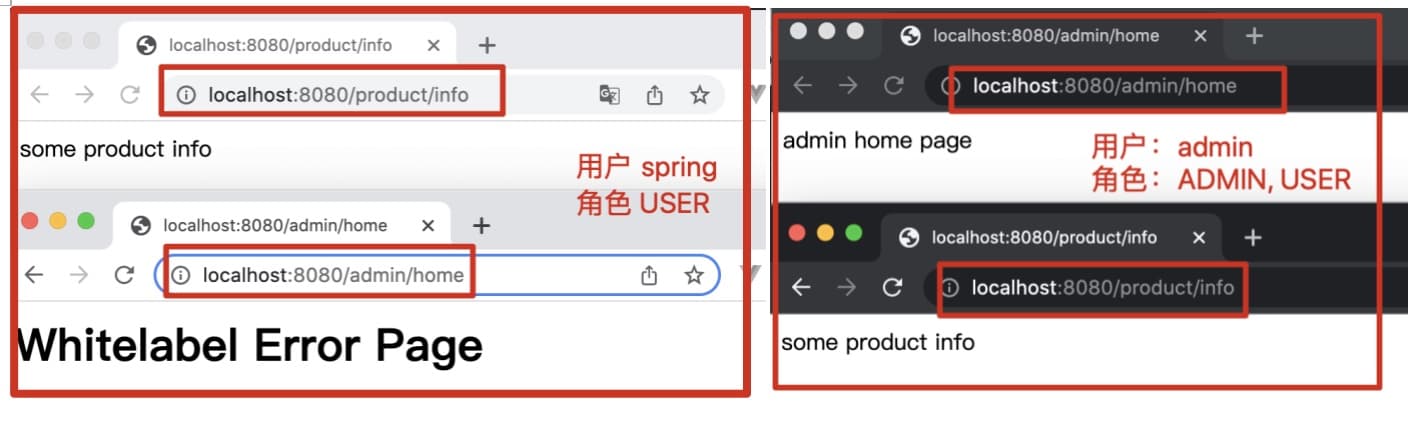 localhost:8080/product/info
localhost:8080/product/info
some product info
用户 spring
角色 USER
localhost:8080/admin/home
localhost:8080/admin/home
Whitelabel Error Page
localhost:8080/admin/home
localhost:8080/admin/home
admin home page
用户：admin
角色：ADMIN, USER
localhost:8080/product/info
localhost:8080/product/info
some product info